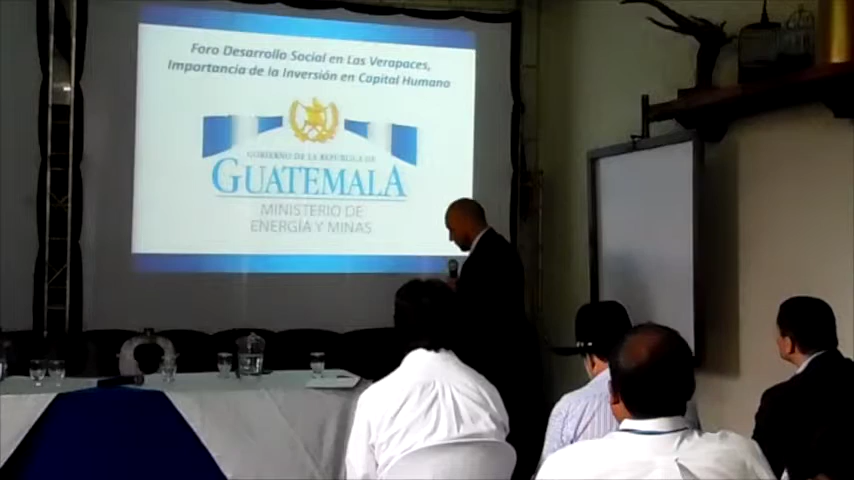 Foro Desarrollo Social en Las Verapaces,
Importancia de la Inversión en Capital Humano
GOBIERNO DE LA REPÚBLICA DE
GUATEMALA
MINISTERIO DE
ENERGÍA Y MINAS